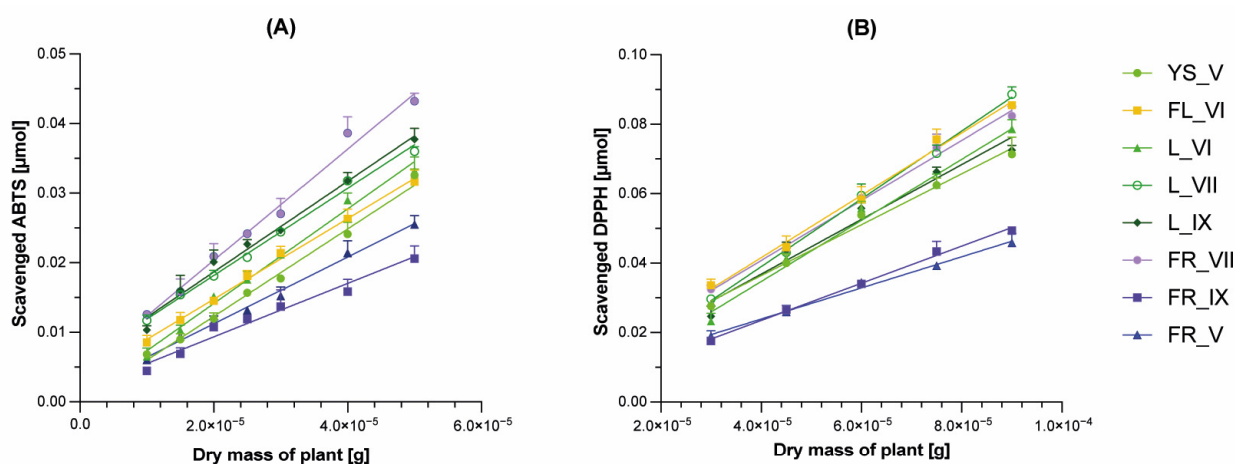 (A)
Scavenged ABTS [µmol]
0.05
0.04
0.03
0.02
0.01
0.00
0.0
2.0×10⁻⁵
4.0×10⁻⁵
6.0×10⁻⁵
Dry mass of plant [g]
(B)
Scavenged DPPH [µmol]
0.10
0.08
0.06
0.04
0.02
0.00
2.0×10⁻⁵
4.0×10⁻⁵
6.0×10⁻⁵
8.0×10⁻⁵
1.0×10⁻⁴
Dry mass of plant [g]
YS_V
FL_VI
L_VI
L_VII
L_IX
FR_VII
FR_IX
FR_V